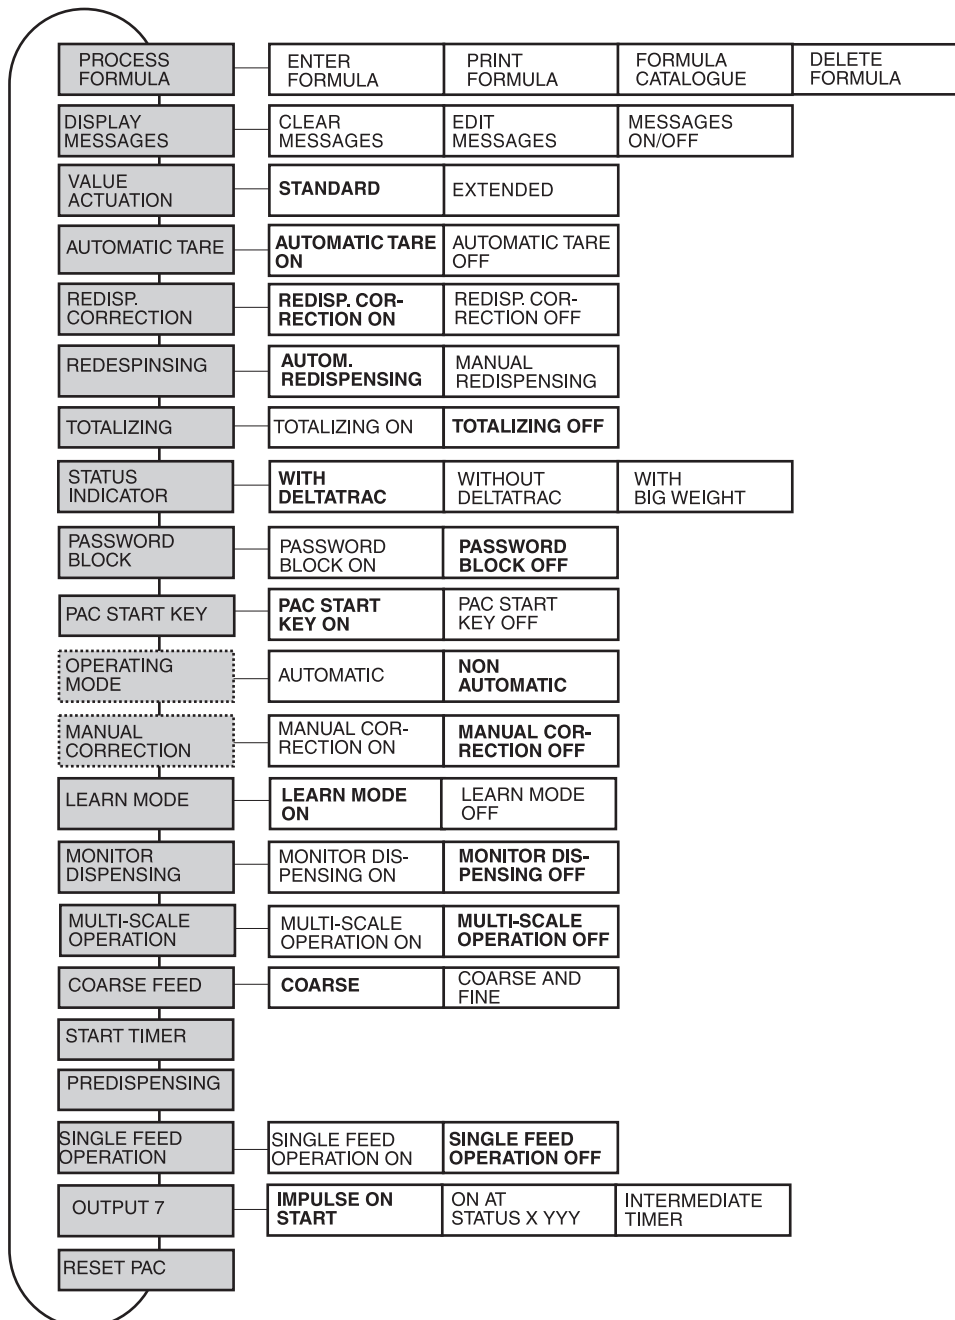 PROCESS
FORMULA
ENTER
FORMULA
PRINT
FORMULA
FORMULA
CATALOGUE
DELETE
FORMULA
DISPLAY
MESSAGES
CLEAR
MESSAGES
EDIT
MESSAGES
MESSAGES
ON/OFF
VALUE
ACTUATION
STANDARD
EXTENDED
AUTOMATIC TARE
AUTOMATIC TARE
ON
AUTOMATIC TARE
OFF
REDISP.
CORRECTION
REDISP. COR-
RECTION ON
REDISP. COR-
RECTION OFF
REDESPINSING
AUTOM.
REDISPENSING
MANUAL
REDISPENSING
TOTALIZING
TOTALIZING ON
TOTALIZING OFF
STATUS
INDICATOR
WITH
DELTATRAC
WITHOUT
DELTATRAC
WITH
BIG WEIGHT
PASSWORD
BLOCK
PASSWORD
BLOCK ON
PASSWORD
BLOCK OFF
PAC START KEY
PAC START
KEY ON
PAC START
KEY OFF
OPERATING
MODE
AUTOMATIC
NON
AUTOMATIC
MANUAL
CORRECTION
MANUAL COR-
RECTION ON
MANUAL COR-
RECTION OFF
LEARN MODE
LEARN MODE
ON
LEARN MODE
OFF
MONITOR
DISPENSING
MONITOR DIS-
PENSING ON
MONITOR DIS-
PENSING OFF
MULTI-SCALE
OPERATION
MULTI-SCALE
OPERATION ON
MULTI-SCALE
OPERATION OFF
COARSE FEED
COARSE
COARSE AND
FINE
START TIMER
PREDISPENSING
SINGLE FEED
OPERATION
SINGLE FEED
OPERATION ON
SINGLE FEED
OPERATION OFF
OUTPUT 7
IMPULSE ON
START
ON AT
STATUS X YYY
INTERMEDIATE
TIMER
RESET PAC